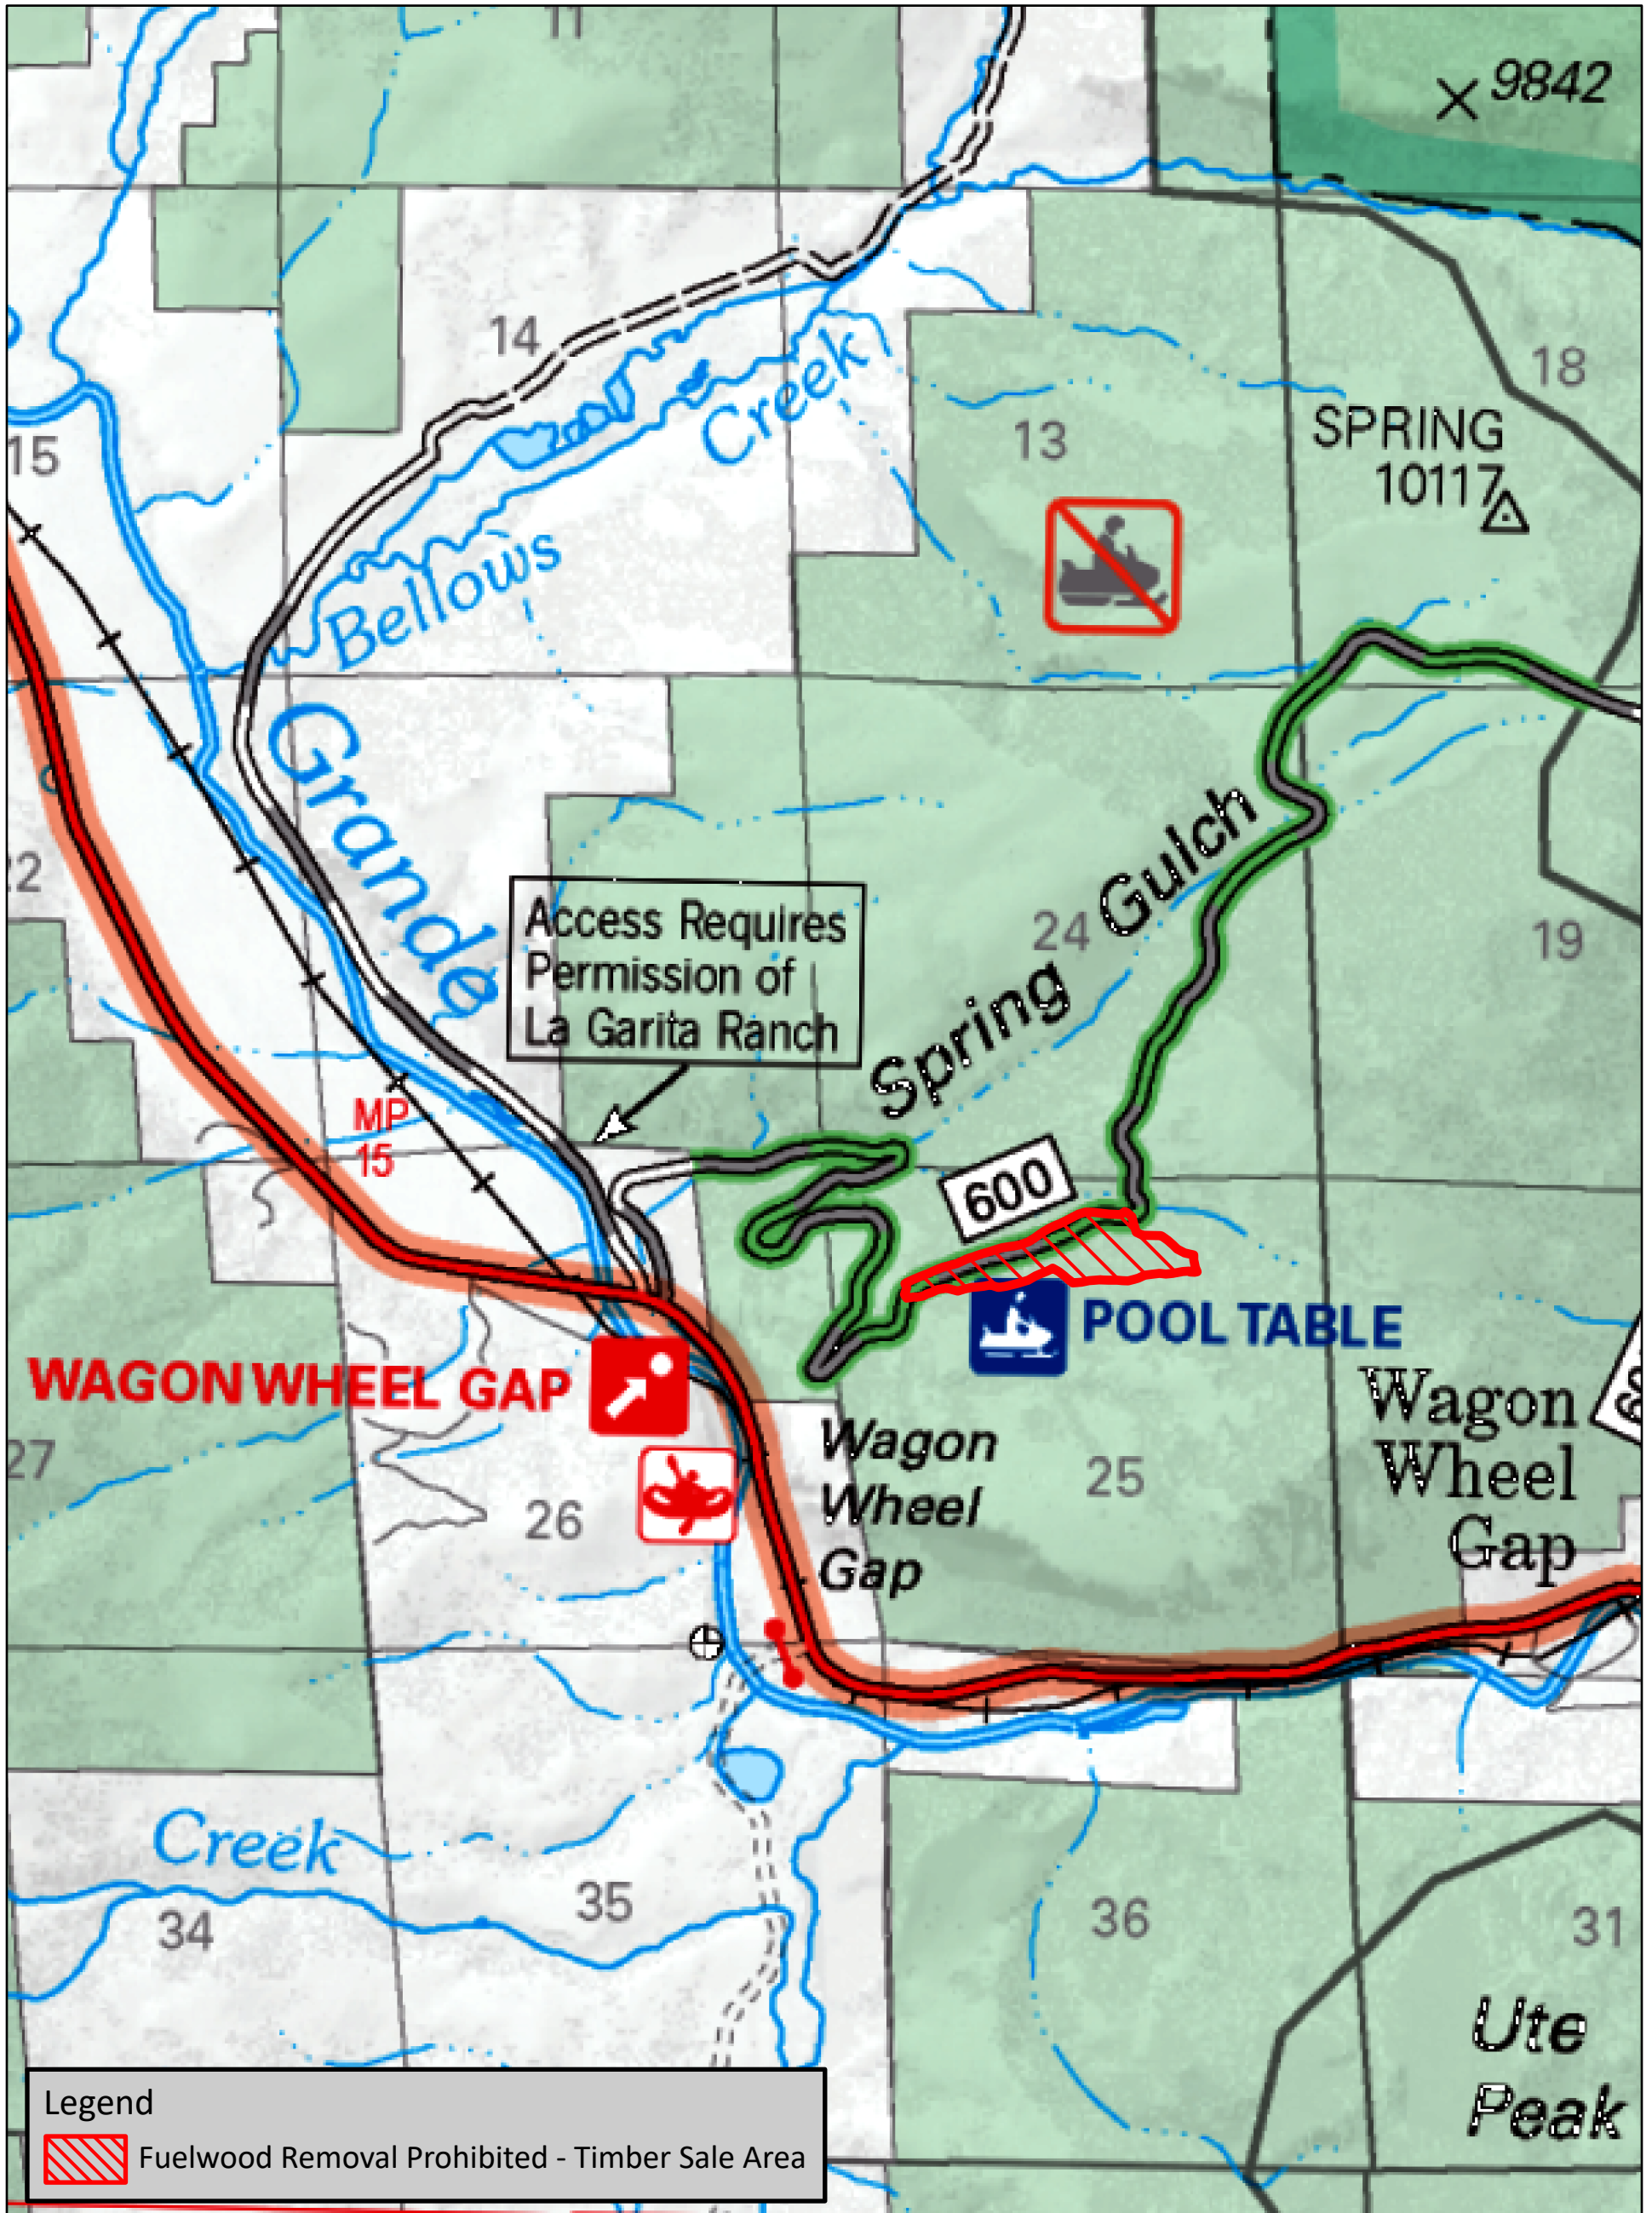 11
9842
14
18
15
Creek
13
SPRING
10117
Bellows
Grande
Gulch
22
Access Requires
Permission of
La Garita Ranch
24
19
Spring
MP
15
600
POOL TABLE
WAGON WHEEL GAP
Wagon
Wheel
Gap
Wagon
Wheel
Gap
27
25
26
Creek
35
34
36
31
Ute
Peak
Legend
Fuelwood Removal Prohibited - Timber Sale Area